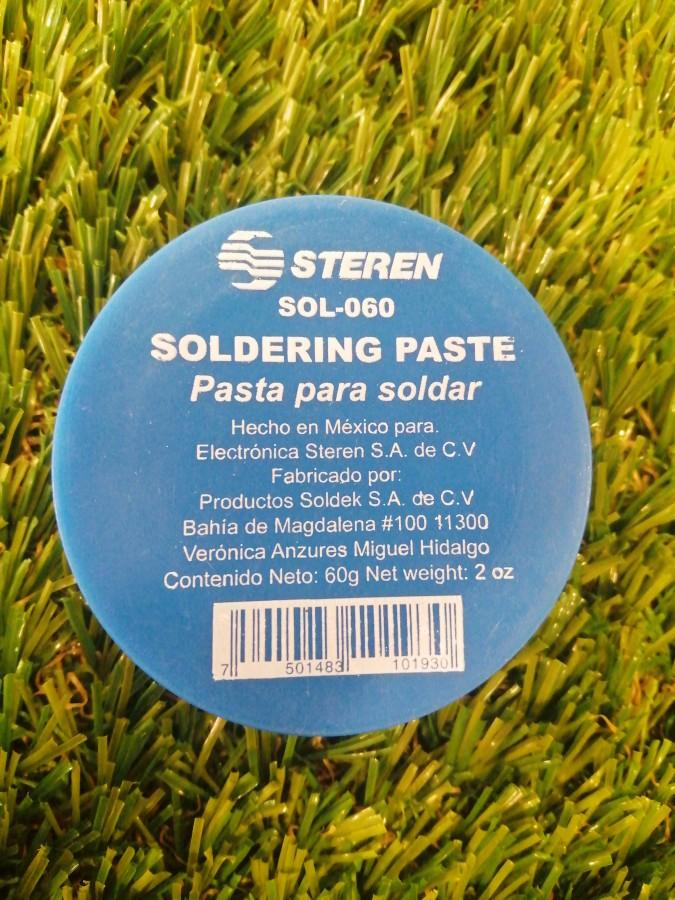 STEREN
SOL-060
SOLDERING PASTE
Pasta para soldar
Hecho en México para.
Electrónica Steren S.A. de C.V
Fabricado por:
Productos Soldek S.A. de C.V
Bahía de Magdalena #100 11300
Verónica Anzures Miguel Hidalgo
Contenido Neto: 60g Net weight: 2 oz
7 501483 101930